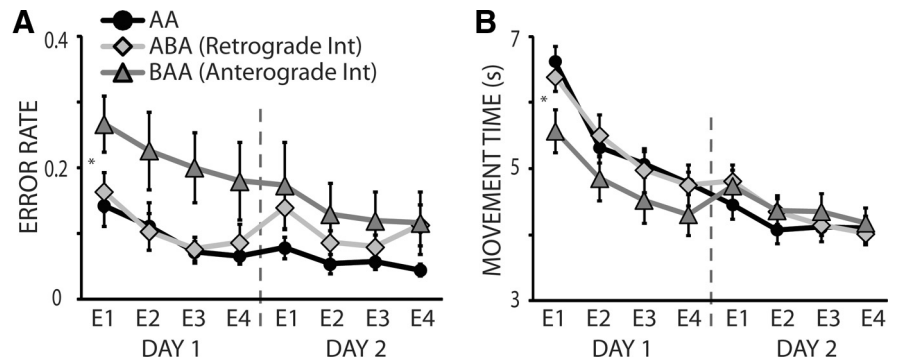 A
AA
ABA (Retrograde Int)
BAA (Anterograde Int)
ERROR RATE
0.4
0.2
0
*
E1 E2 E3 E4 E1 E2 E3 E4
DAY 1 DAY 2
B
MOVEMENT TIME (s)
7
5
3
*
E1 E2 E3 E4 E1 E2 E3 E4
DAY 1 DAY 2